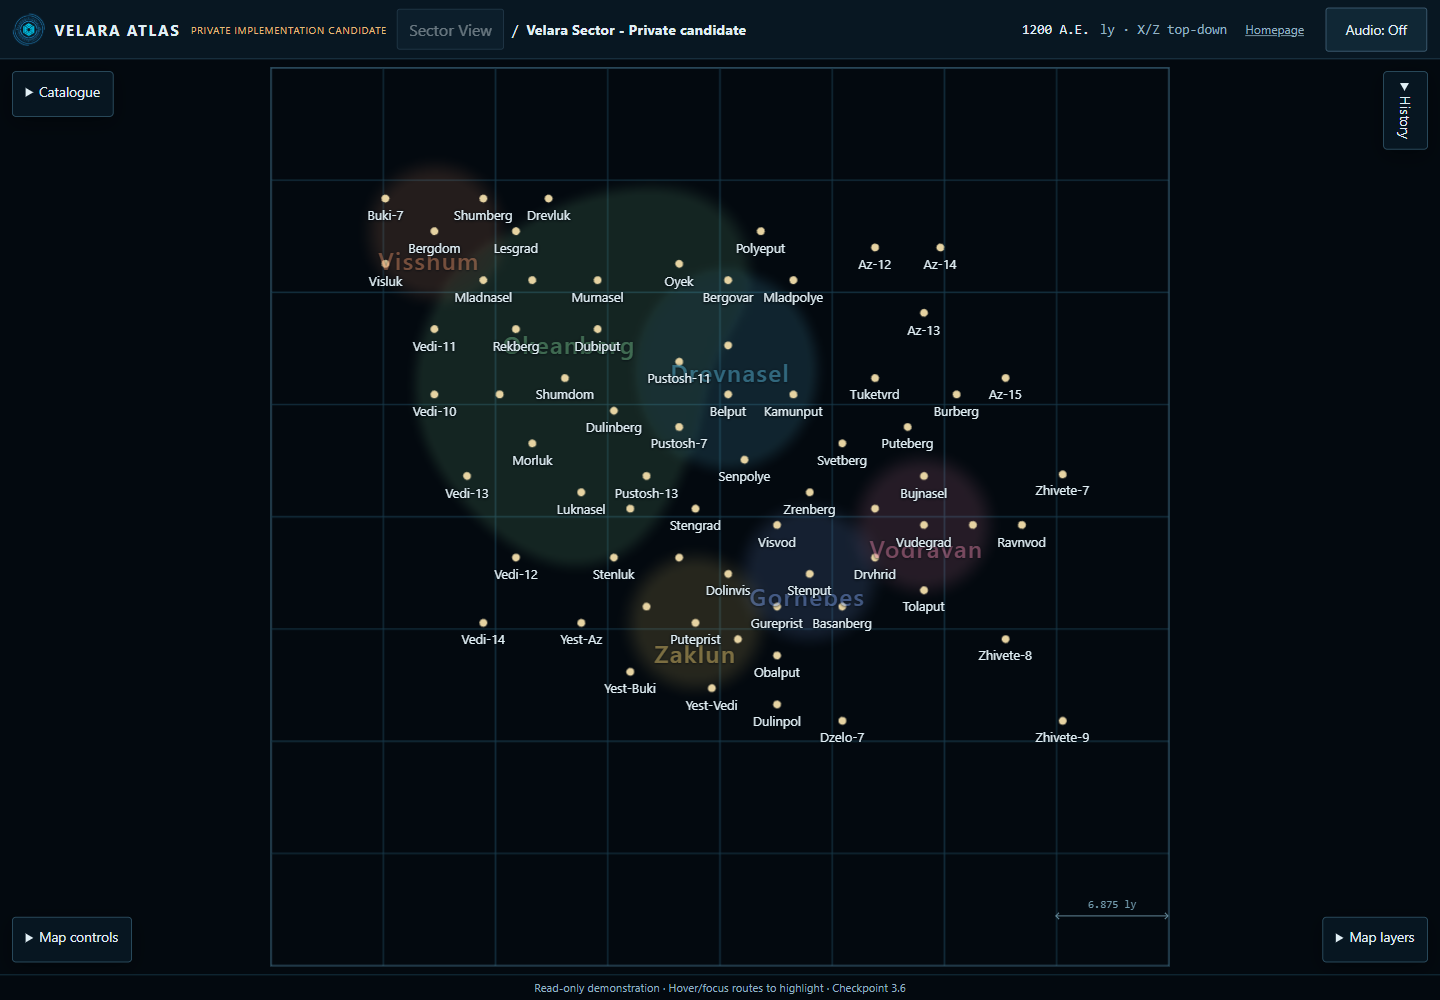 VELARA ATLAS PRIVATE IMPLEMENTATION CANDIDATE Sector View / Velara Sector - Private candidate 1200 A.E. ly · X/Z top-down Homepage Audio: Off
Catalogue
History
Buki-7 Shumberg Drevluk
Bergdom Lesgrad Polyeput
Visshum
Az-12 Az-14
Visluk Oyek
Mladnasel Murnasel Bergovar Mladpolye
Az-13
Vedi-11 Rekberg Dubiput
Okeanberg
Drevnasel
Pustosh-11
Shumdom Tuketvrd Az-15
Vedi-10 Belput Kamunput Burberg
Dulinberg
Pustosh-7 Puteberg
Morluk Svetberg
Senpolye
Vedi-13 Pustosh-13 Bujnasel Zhivete-7
Luknasel Zrenberg
Stengrad
Visvod Vudegrad Ravnvod
Vodravan
Vedi-12 Stenluk Drvhrid
Dolinvis Stenput
Gornebes
Tolaput
Gureprist Basanberg
Vedi-14 Yest-Az Puteprist
Zaklun
Zhivete-8
Obalput
Yest-Buki
Yest-Vedi
Dulinpol
Dzelo-7 Zhivete-9
6.875 ly
Map controls
Map layers
Read-only demonstration · Hover/focus routes to highlight · Checkpoint 3.6